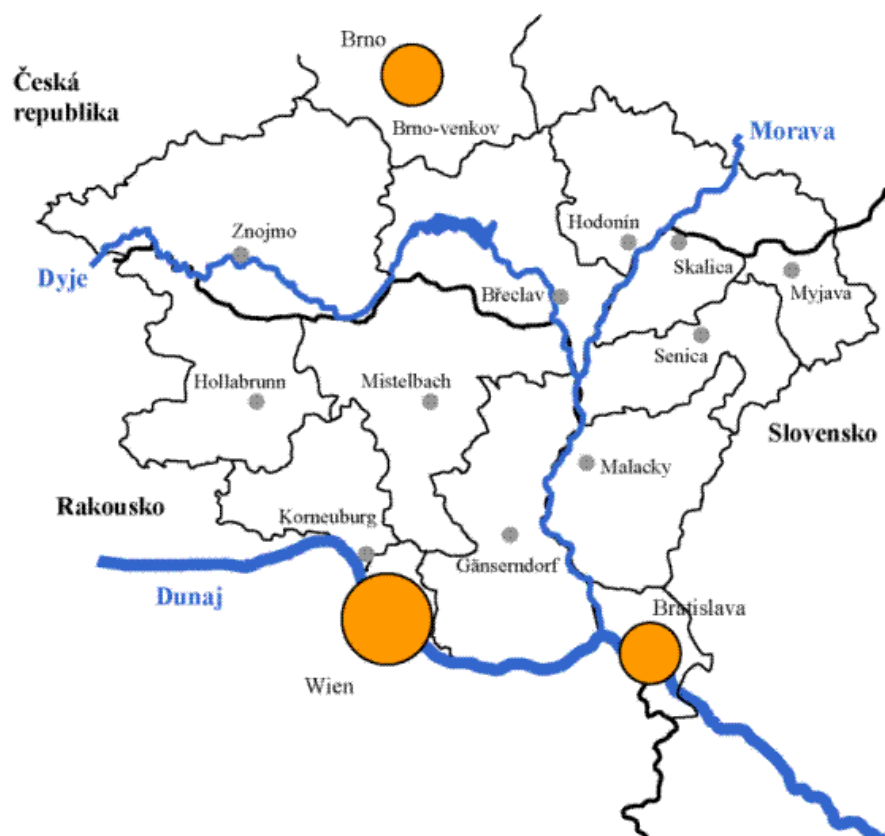 Brno
Česká
republika
Brno-venkov
Morava
Znojmo
Hodonín
Skalica
Dyje
Břeclav
Myjava
Senica
Hollabrunn
Mistelbach
Slovensko
Malacky
Rakousko
Korneuburg
Gänserndorf
Dunaj
Bratislava
Wien